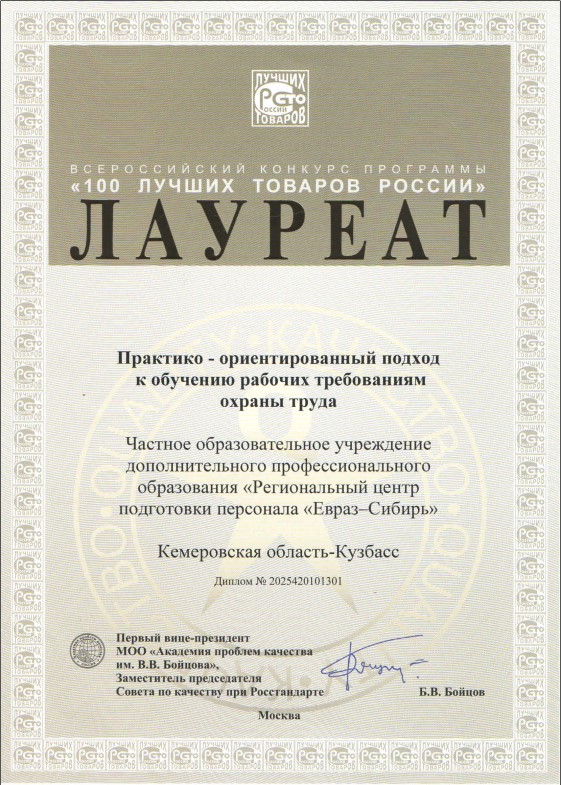 ЛУЧШИХ
РСТО
РОССИИ
ТОВАРОВ
ВСЕРОССИЙСКИЙ КОНКУРС ПРОГРАММЫ
«100 ЛУЧШИХ ТОВАРОВ РОССИИ»
ЛАУРЕАТ
Практико - ориентированный подход
к обучению рабочих требованиям
охраны труда
Частное образовательное учреждение
дополнительного профессионального
образования «Региональный центр
подготовки персонала «Евраз–Сибирь»
Кемеровская область-Кузбасс
Диплом № 2025420101301
Первый вице-президент
МОО «Академия проблем качества
им. В.В. Бойцова»,
Заместитель председателя
Совета по качеству при Росстандарте
Б.В. Бойцов
Москва